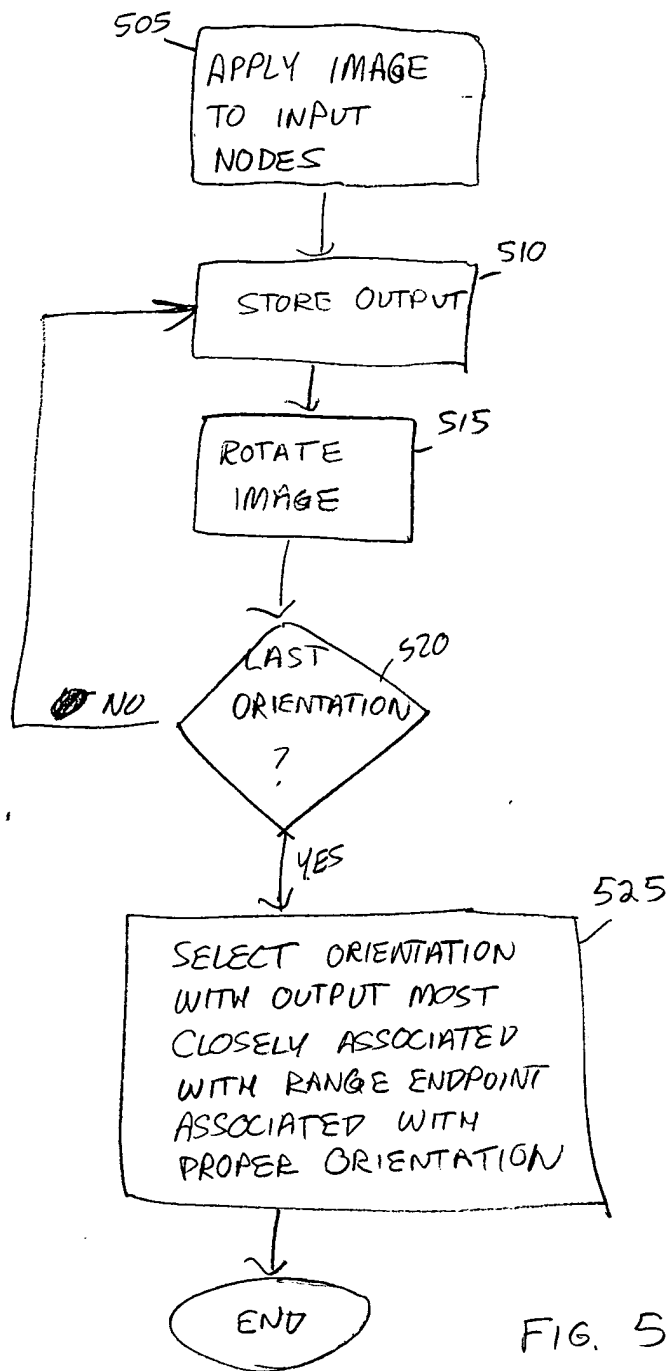 505
APPLY IMAGE
TO INPUT
NODES
510
STORE OUTPUT
515
ROTATE
IMAGE
520
LAST
ORIENTATION
?
NO
YES
525
SELECT ORIENTATION
WITH OUTPUT MOST
CLOSELY ASSOCIATED
WITH RANGE ENDPOINT
ASSOCIATED WITH
PROPER ORIENTATION
END
FIG. 5